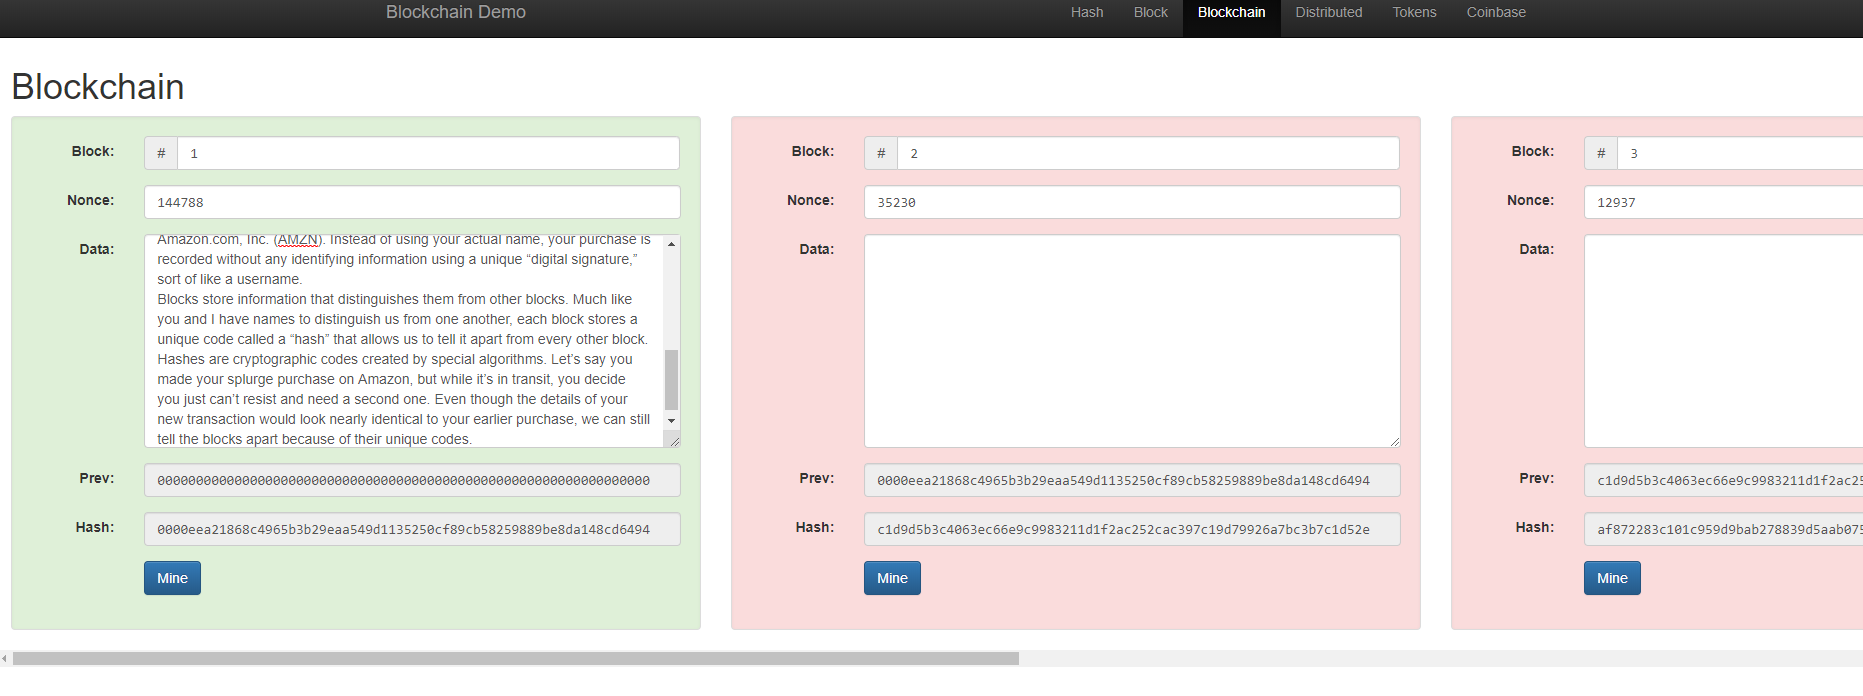 Blockchain Demo
Hash Block Blockchain Distributed Tokens Coinbase
Blockchain
Block: # 1
Nonce: 144788
Data: Amazon.com, Inc. (AMZN). Instead of using your actual name, your purchase is
recorded without any identifying information using a unique “digital signature,”
sort of like a username.
Blocks store information that distinguishes them from other blocks. Much like
you and I have names to distinguish us from one another, each block stores a
unique code called a “hash” that allows us to tell it apart from every other block.
Hashes are cryptographic codes created by special algorithms. Let’s say you
made your splurge purchase on Amazon, but while it’s in transit, you decide
you just can’t resist and need a second one. Even though the details of your
new transaction would look nearly identical to your earlier purchase, we can still
tell the blocks apart because of their unique codes.
Prev: 0000000000000000000000000000000000000000000000000000000000000000
Hash: 0000eea21868c4965b3b29eaa549d1135250cf89cb58259889be8da148cd6494
Mine
Block: # 2
Nonce: 35230
Data:
Prev: 0000eea21868c4965b3b29eaa549d1135250cf89cb58259889be8da148cd6494
Hash: c1d9d5b3c4063ec66e9c9983211d1f2ac252cac397c19d79926a7bc3b7c1d52e
Mine
Block: # 3
Nonce: 12937
Data:
Prev: c1d9d5b3c4063ec66e9c9983211d1f2ac25
Hash: af872283c101c959d9bab278839d5aab075
Mine